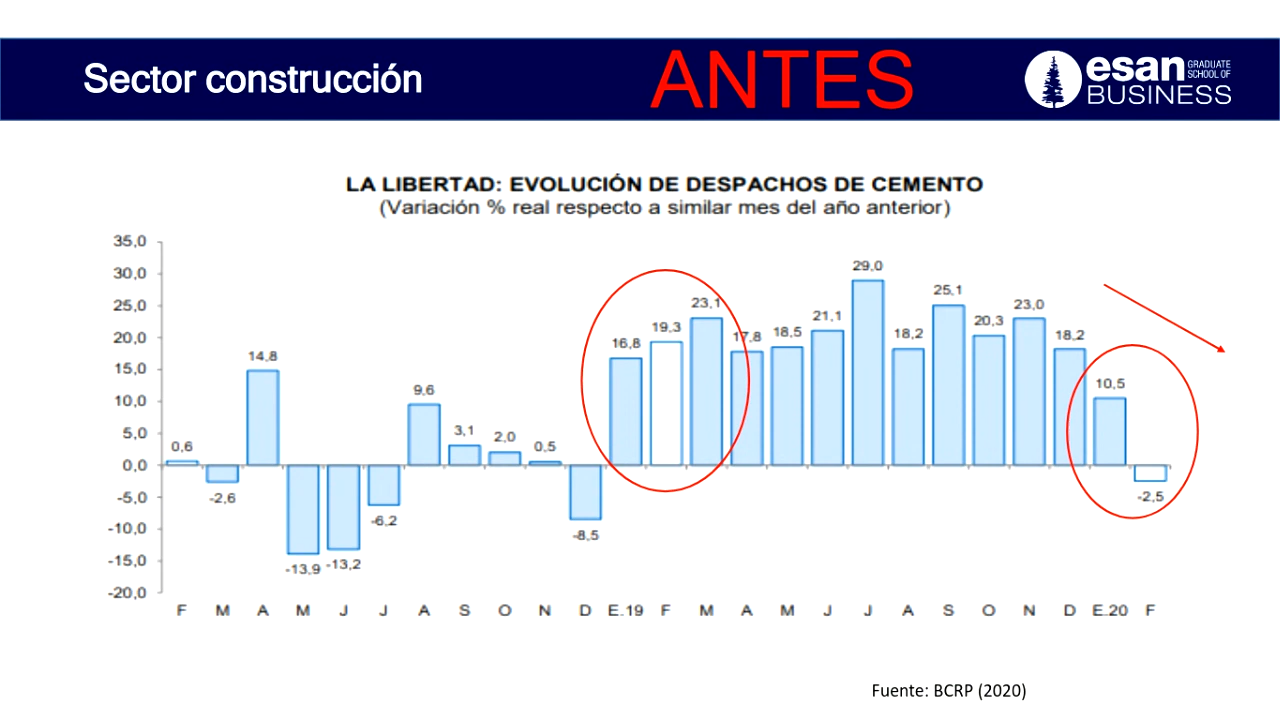 Sector construcción
ANTES
esan GRADUATE SCHOOL OF
BUSINESS
LA LIBERTAD: EVOLUCIÓN DE DESPACHOS DE CEMENTO
(Variación % real respecto a similar mes del año anterior)
35,0
30,0
25,0
20,0
15,0
10,0
5,0
0,0
-5,0
-10,0
-15,0
-20,0
0,6 -2,6 14,8 -13,9 -13,2 -6,2 9,6 3,1 2,0 0,5 -8,5 16,8 19,3 23,1 17,8 18,5 21,1 29,0 18,2 25,1 20,3 23,0 18,2 10,5 -2,5
F M A M J J A S O N D E.19 F M A M J J A S O N D E.20 F
Fuente: BCRP (2020)